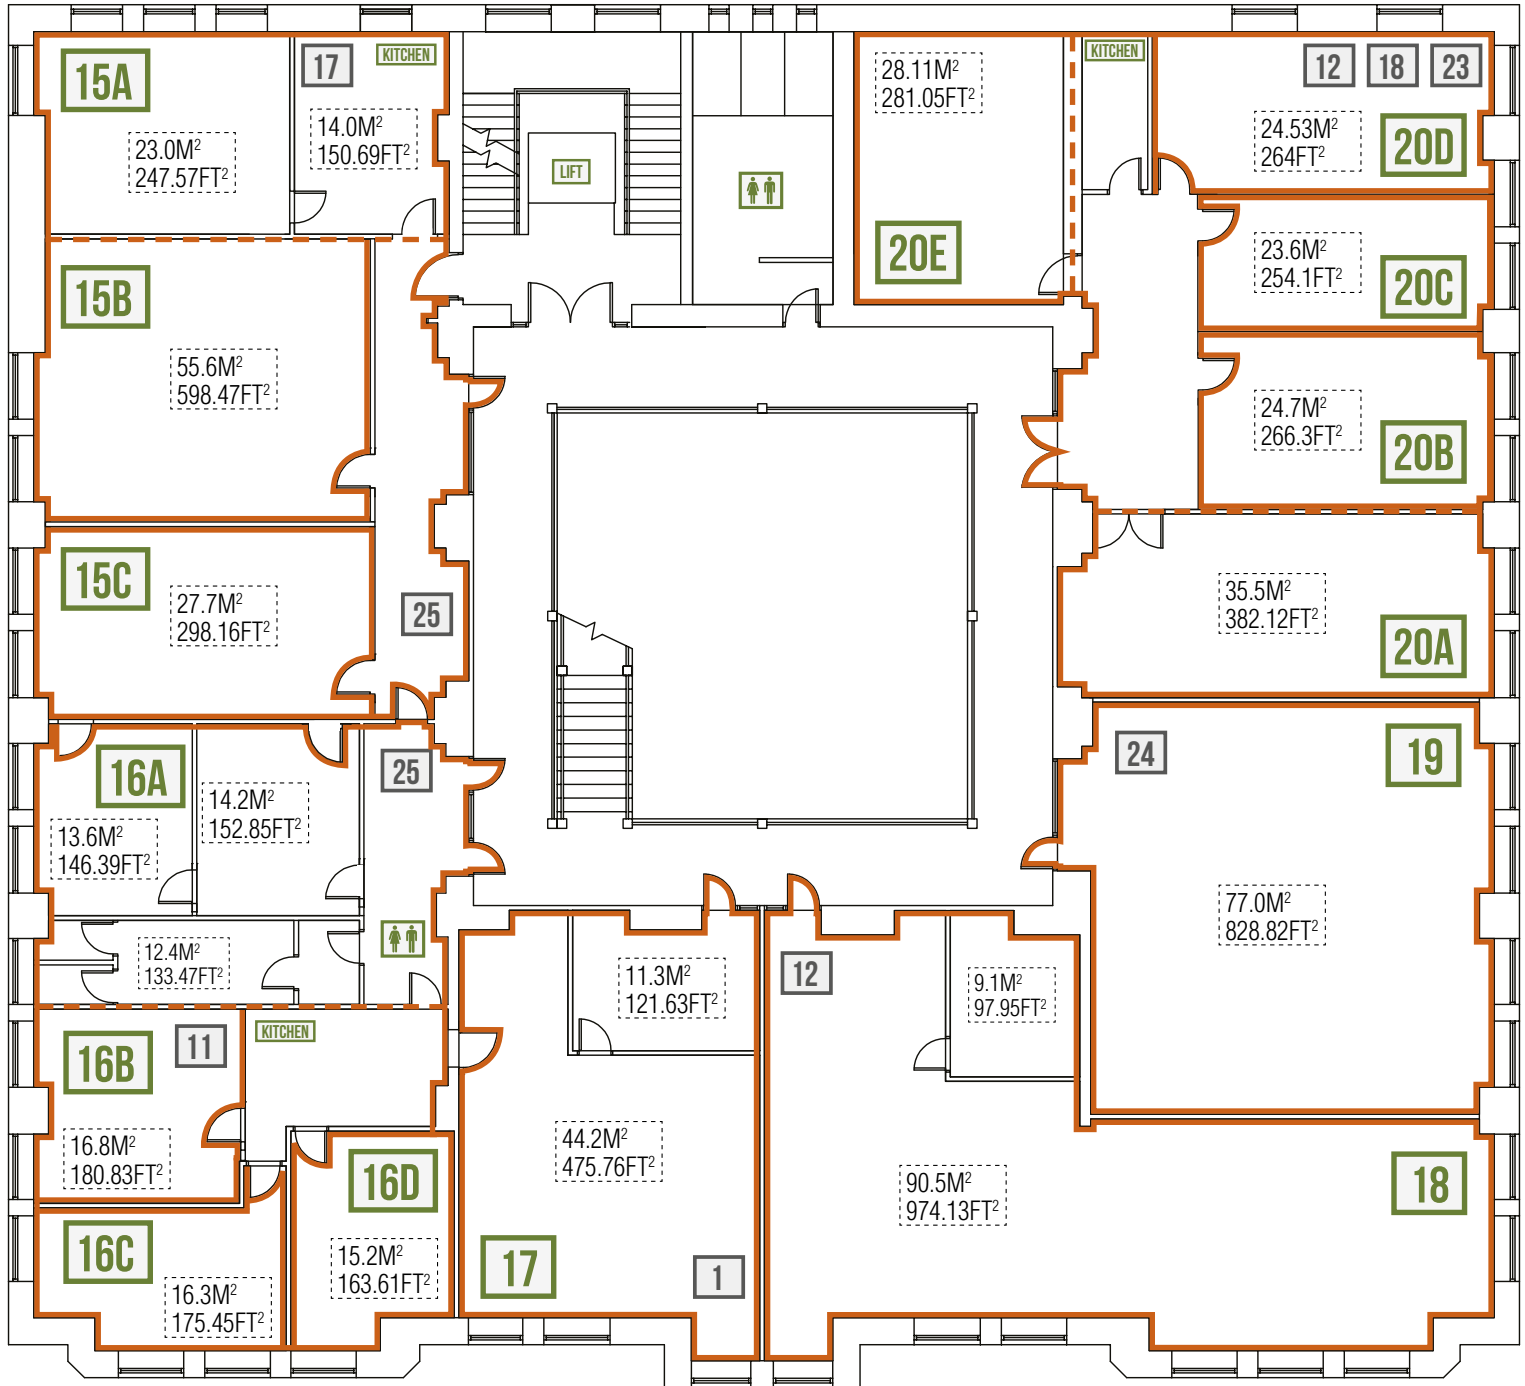 15A
23.0M²
247.57FT²
17
KITCHEN
14.0M²
150.69FT²
LIFT
28.11M²
281.05FT²
20E
KITCHEN
12
18
23
24.53M²
264FT²
20D
23.6M²
254.1FT²
20C
24.7M²
266.3FT²
20B
35.5M²
382.12FT²
20A
15B
55.6M²
598.47FT²
15C
27.7M²
298.16FT²
25
16A
13.6M²
146.39FT²
14.2M²
152.85FT²
25
12.4M²
133.47FT²
24
19
77.0M²
828.82FT²
16B
11
KITCHEN
16.8M²
180.83FT²
16C
16.3M²
175.45FT²
16D
15.2M²
163.61FT²
11.3M²
121.63FT²
44.2M²
475.76FT²
17
1
12
9.1M²
97.95FT²
90.5M²
974.13FT²
18